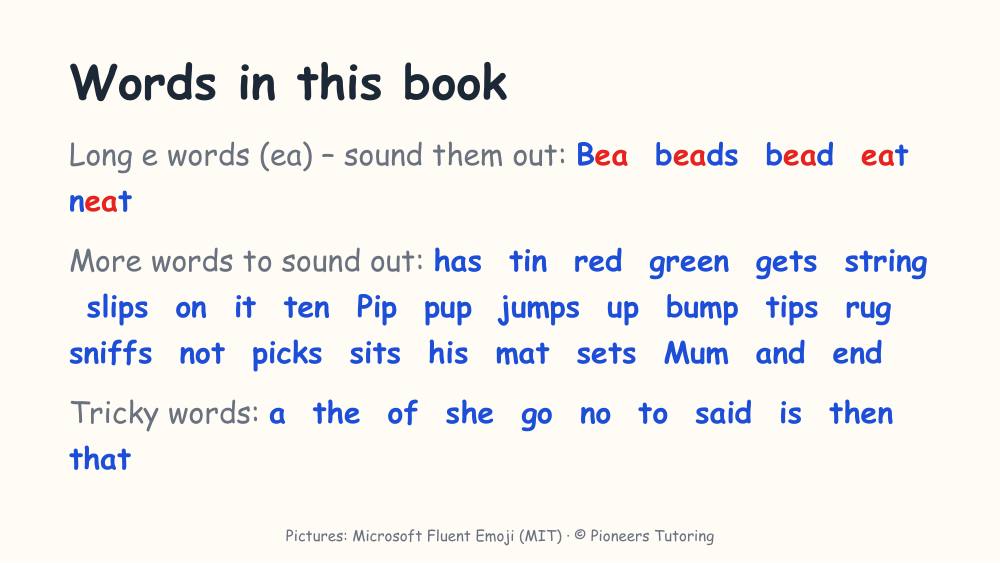 Words in this book
Long e words (ea) – sound them out: Bea beads bead eat
neat
More words to sound out: has tin red green gets string
slips on it ten Pip pup jumps up bump tips rug
sniffs not picks sits his mat sets Mum and end
Tricky words: a the of she go no to said is then
that
Pictures: Microsoft Fluent Emoji (MIT) · © Pioneers Tutoring